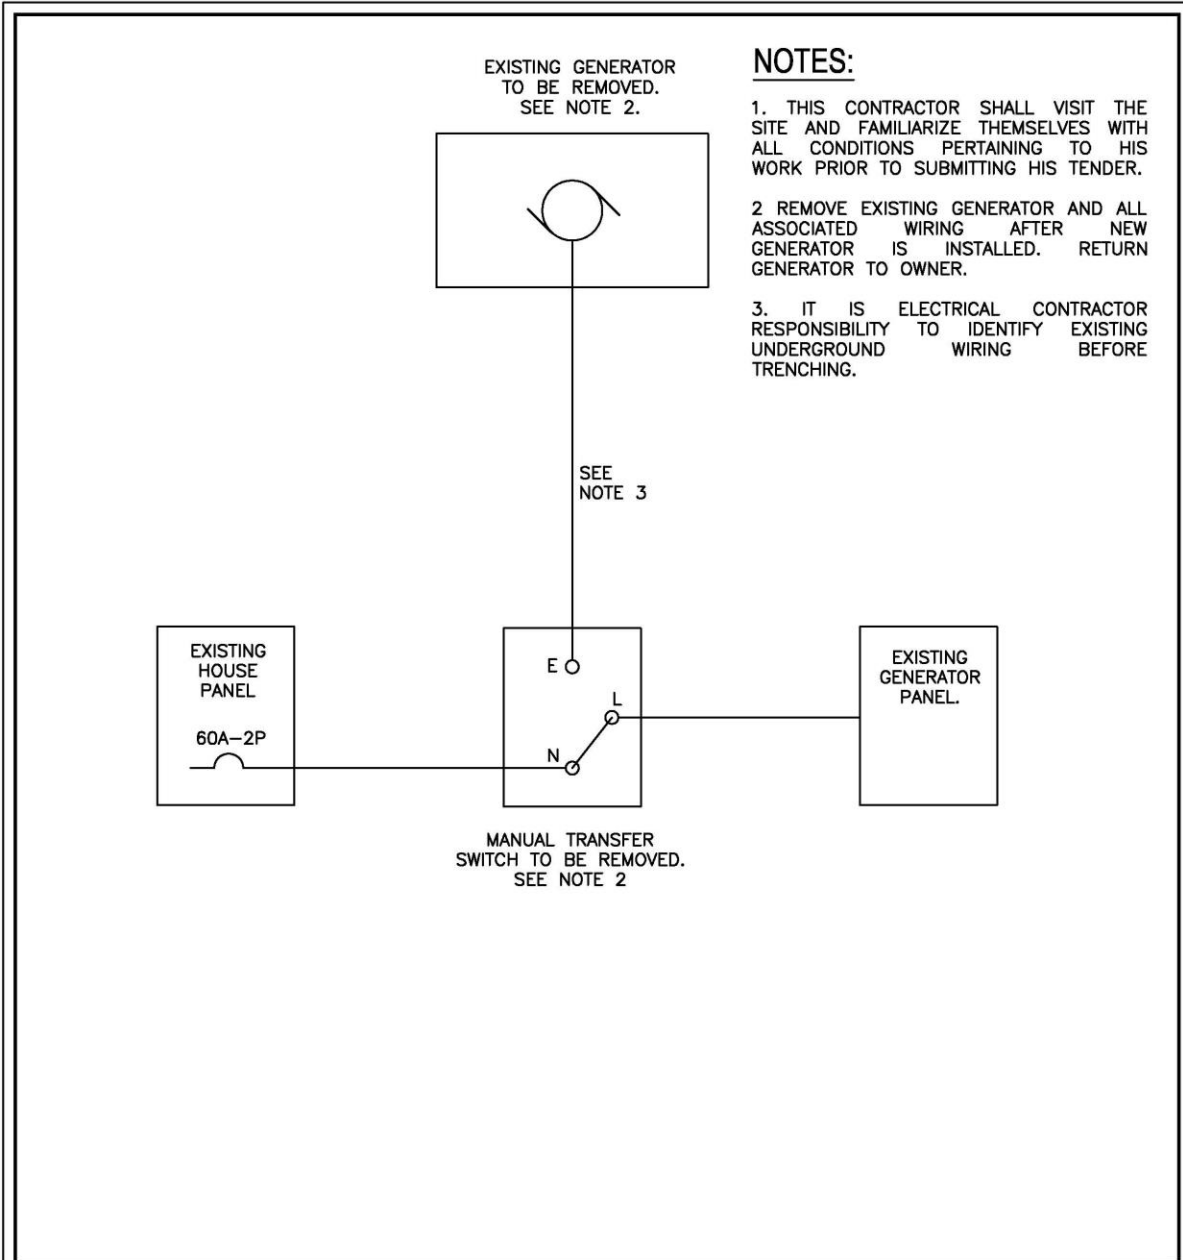 EXISTING GENERATOR
TO BE REMOVED.
SEE NOTE 2.
NOTES:
1. THIS CONTRACTOR SHALL VISIT THE
SITE AND FAMILIARIZE THEMSELVES WITH
ALL CONDITIONS PERTAINING TO HIS
WORK PRIOR TO SUBMITTING HIS TENDER.
2 REMOVE EXISTING GENERATOR AND ALL
ASSOCIATED WIRING AFTER NEW
GENERATOR IS INSTALLED. RETURN
GENERATOR TO OWNER.
3. IT IS ELECTRICAL CONTRACTOR
RESPONSIBILITY TO IDENTIFY EXISTING
UNDERGROUND WIRING BEFORE
TRENCHING.
SEE
NOTE 3
EXISTING
HOUSE
PANEL
60A-2P
E
L
N
EXISTING
GENERATOR
PANEL.
MANUAL TRANSFER
SWITCH TO BE REMOVED.
SEE NOTE 2